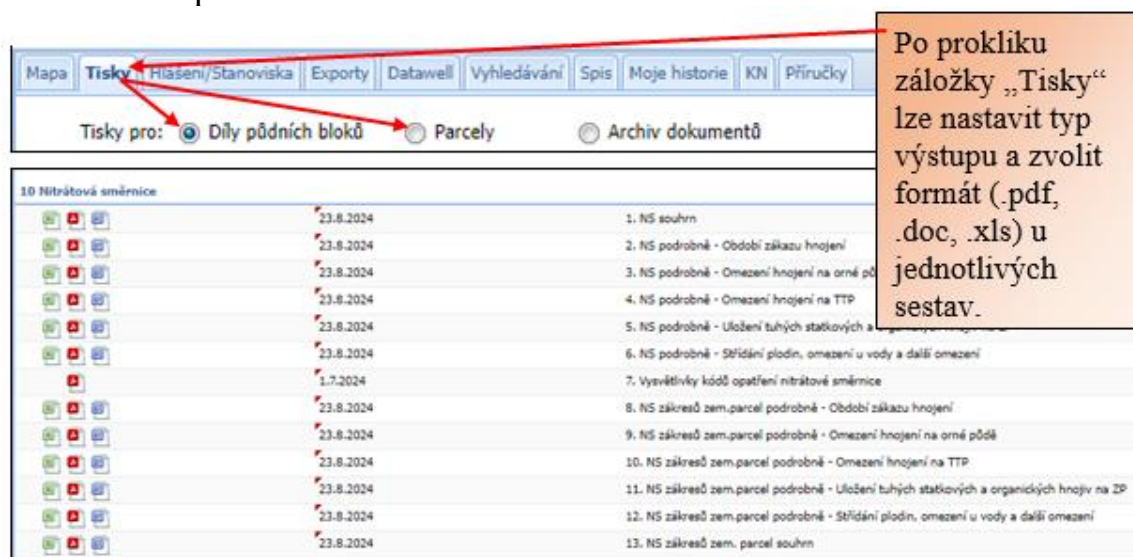 Po prokliku
záložky „Tisky“
lze nastavit typ
výstupu a zvolit
formát (.pdf,
.doc, .xls) u
jednotlivých
sestav.
Mapa Tisky Hlášení/Stanoviska Exporty Datawell Vyhledávání Spis Moje historie KN Příručky
Tisky pro: Díly půdních bloků Parcely Archiv dokumentů
10 Nitrátová směrnice
23.8.2024 1. NS souhrn
23.8.2024 2. NS podrobně - Období zákazu hnojení
23.8.2024 3. NS podrobně - Omezení hnojení na orné
23.8.2024 4. NS podrobně - Omezení hnojení na TTP
23.8.2024 5. NS podrobně - Uložení tuhých statkových a
23.8.2024 6. NS podrobně - Střídání plodin, omezení u vody a další omezení
1.7.2024 7. Vysvětlivky kódů opatření nitrátové směrnice
23.8.2024 8. NS zákresů zem.parcel podrobně - Období zákazu hnojení
23.8.2024 9. NS zákresů zem.parcel podrobně - Omezení hnojení na orné půdě
23.8.2024 10. NS zákresů zem.parcel podrobně - Omezení hnojení na TTP
23.8.2024 11. NS zákresů zem.parcel podrobně - Uložení tuhých statkových a organických hnojiv na ZP
23.8.2024 12. NS zákresů zem.parcel podrobně - Střídání plodin, omezení u vody a další omezení
23.8.2024 13. NS zákresů zem. parcel souhrn